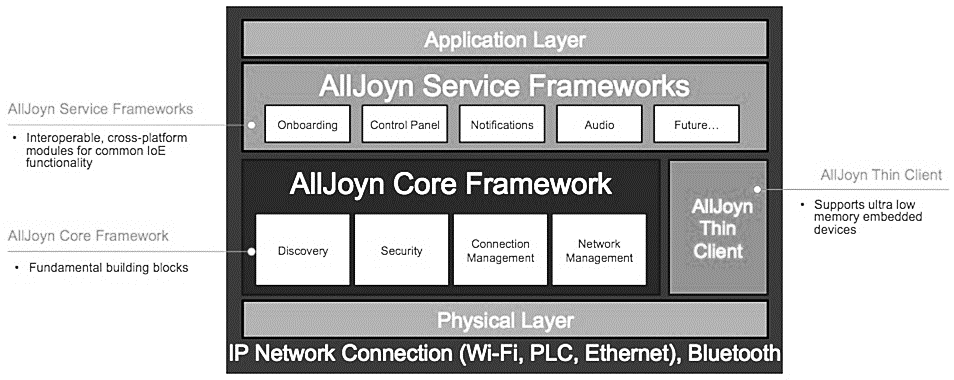 Application Layer
AllJoyn Service Frameworks
Onboarding
Control Panel
Notifications
Audio
Future...
AllJoyn Service Frameworks
• Interoperable, cross-platform
modules for common IoE
functionality
AllJoyn Core Framework
Discovery
Security
Connection
Management
Network
Management
AllJoyn Core Framework
• Fundamental building blocks
AllJoyn
Thin
Client
AllJoyn Thin Client
• Supports ultra low
memory embedded
devices
Physical Layer
IP Network Connection (Wi-Fi, PLC, Ethernet), Bluetooth